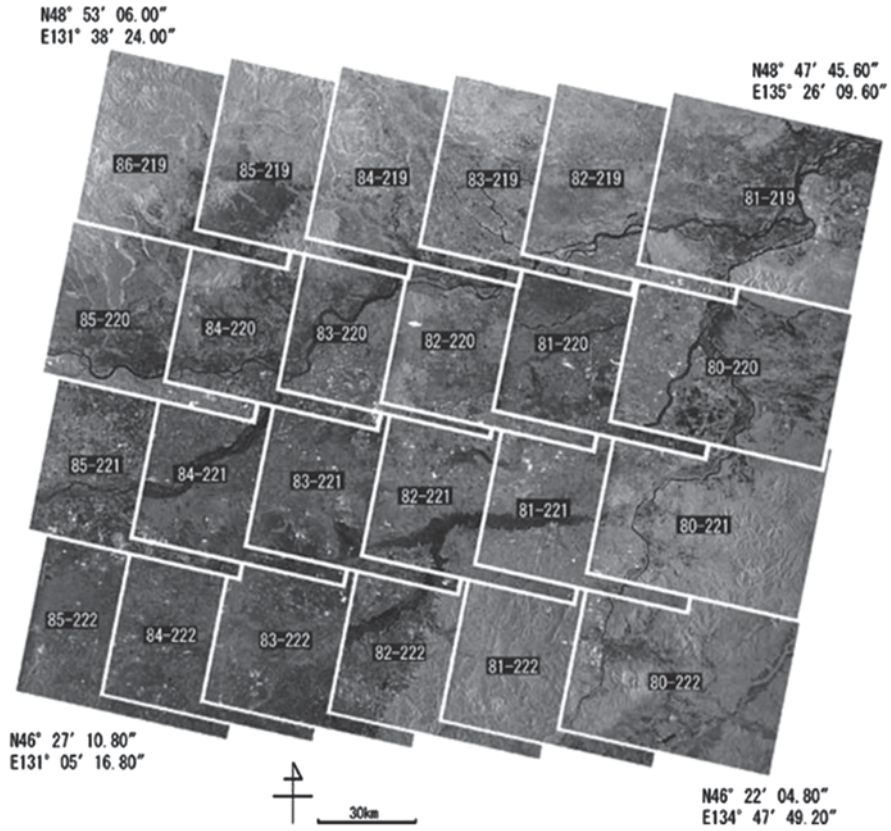 N48° 53′ 06.00″
E131° 38′ 24.00″
N48° 47′ 45.60″
E135° 26′ 09.60″
86-219
85-219
84-219
83-219
82-219
81-219
85-220
84-220
83-220
82-220
81-220
80-220
85-221
84-221
83-221
82-221
81-221
80-221
85-222
84-222
83-222
82-222
81-222
80-222
N46° 27′ 10.80″
E131° 05′ 16.80″
30km
N46° 22′ 04.80″
E134° 47′ 49.20″